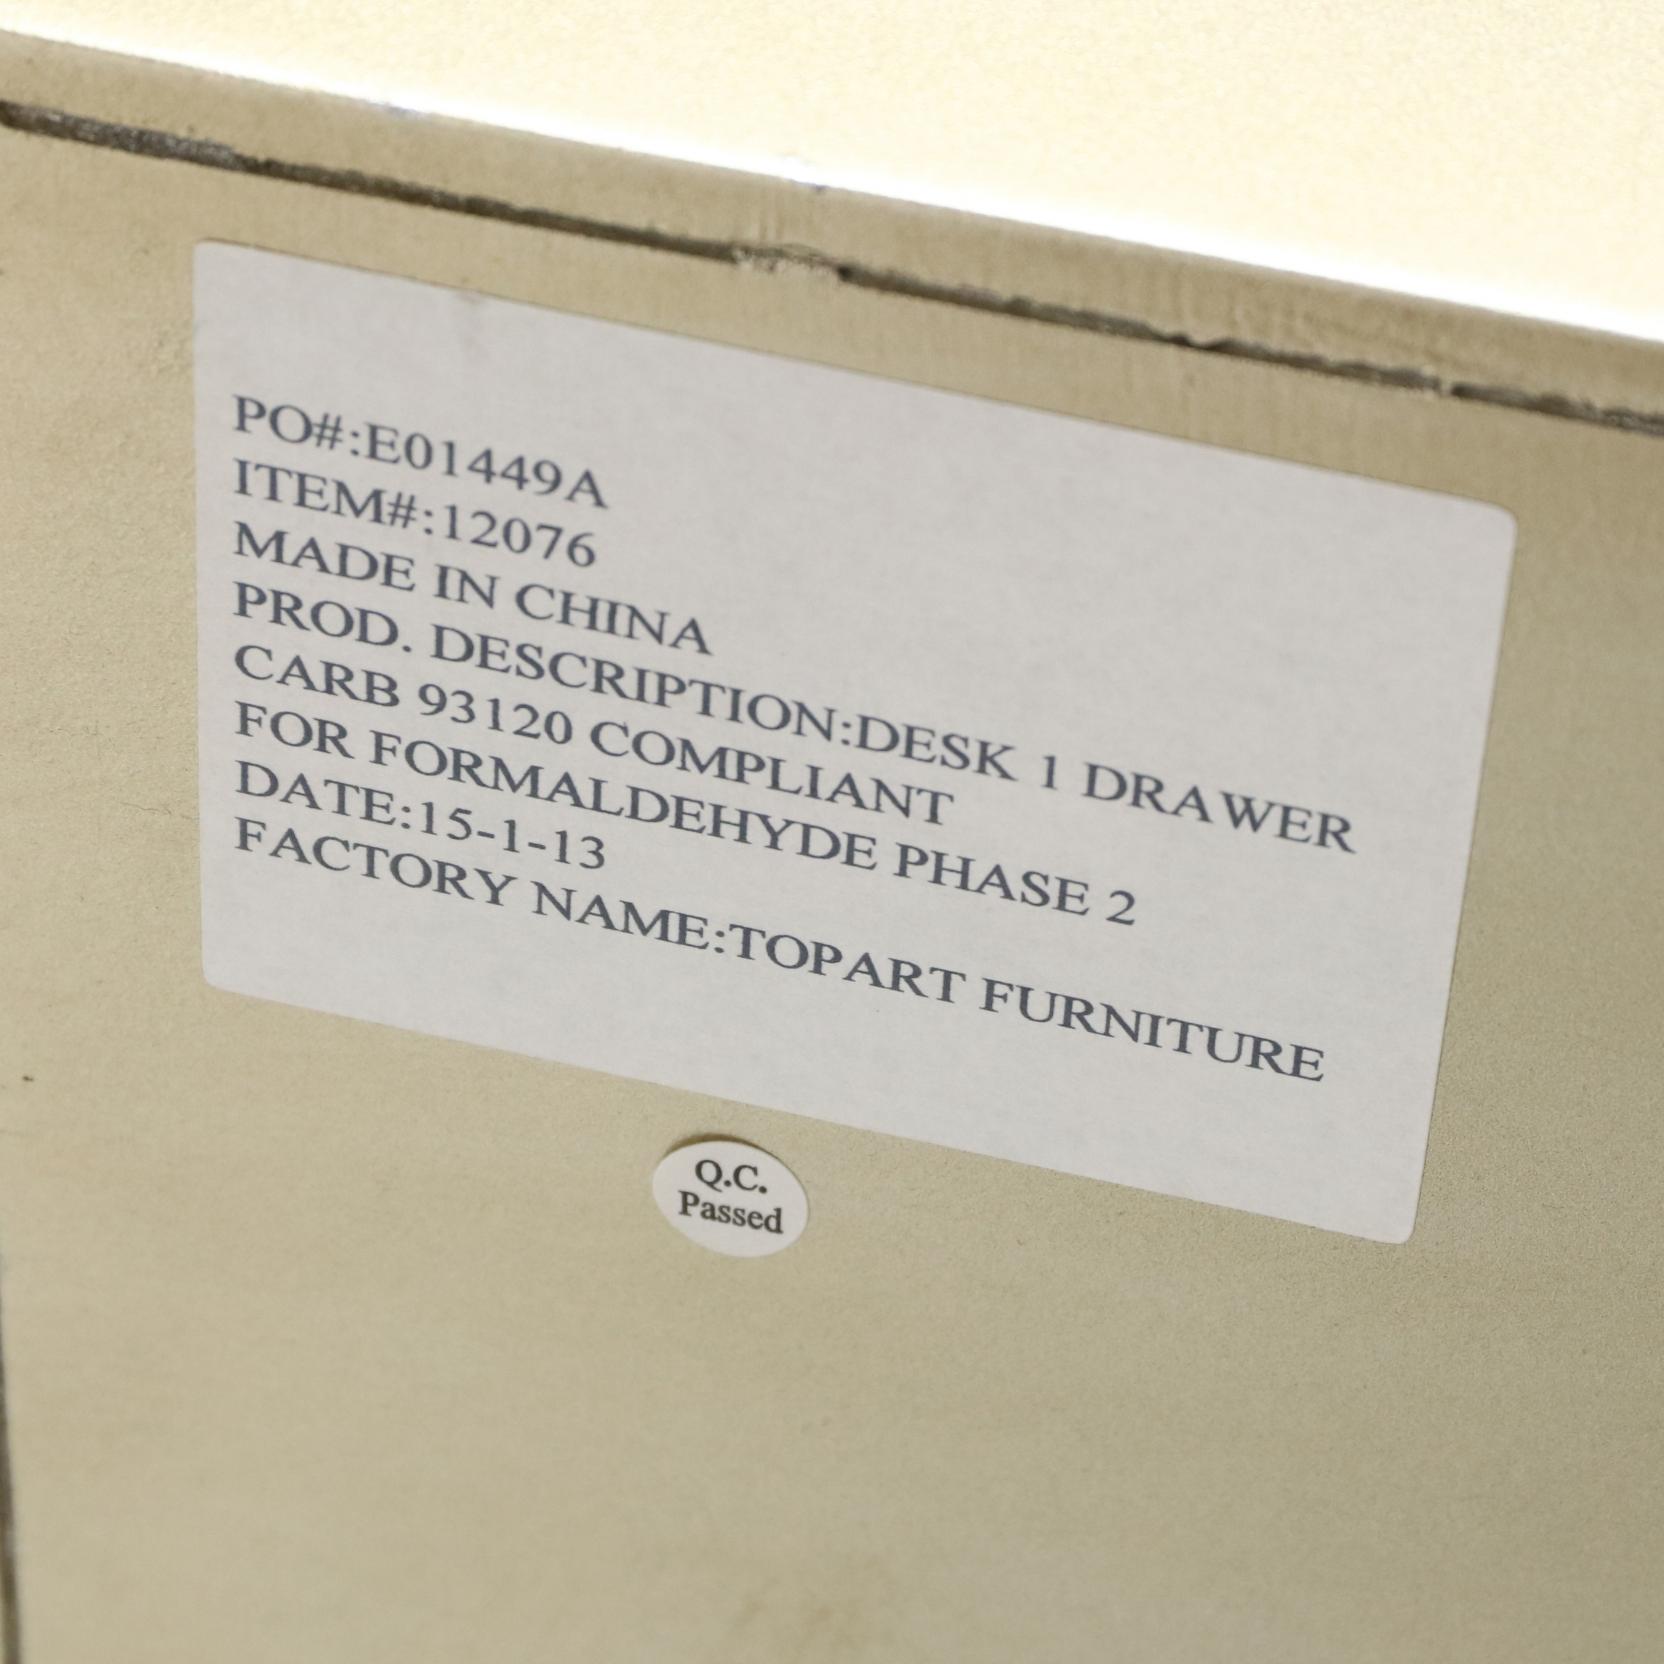 PO#:E01449A
ITEM#:12076
MADE IN CHINA
PROD. DESCRIPTION:DESK 1 DRAWER
CARB 93120 COMPLIANT
FOR FORMALDEHYDE PHASE 2
DATE:15-1-13
FACTORY NAME:TOPART FURNITURE
Q.C.
Passed